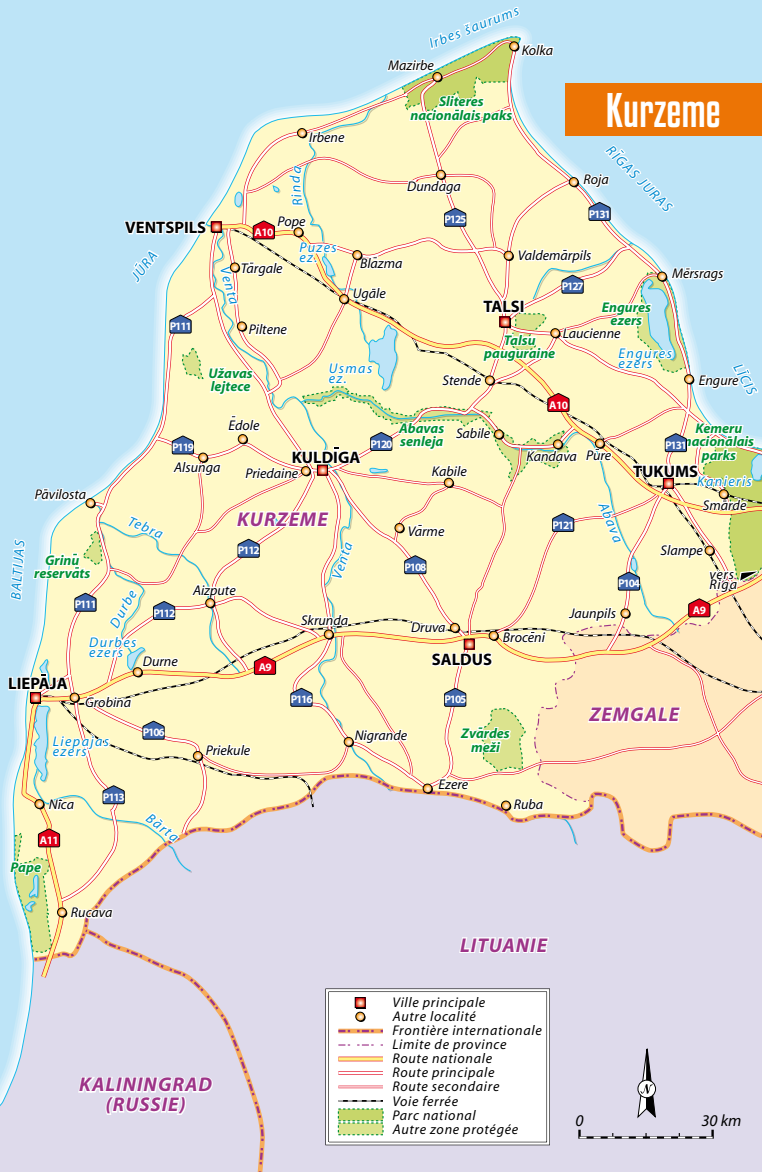 Irbes šaurums
Kolka
Mazirbe
Sliteres
nacionālais paks
Kurzeme
Irbene
RĪGAS JURAS
Rinda
Dundaga
Roja
P125
P131
VENTSPILS
A10
Pope
Puzes
ez.
JŪRA
Tārgale
Blāzma
Valdemārpils
Venta
Mērsrags
P127
Ugāle
TALSI
Engures
ezers
P111
Piltene
Laucienne
Talsu
pauguraine
Engures
ezērs
LĪCIS
Užavas
lejtece
Usmas
ez.
Stende
Engure
A10
Ēdole
Abavas
senleja
Sabile
Kemeru
nacionālais
parks
P119
P120
P131
Alsunga
KULDĪGA
Priedaine
Kandava
Pūre
Kabile
TUKUMS
Kanieris
Smārde
Pāvilosta
KURZEME
Tebra
Vārme
P121
Abava
BALTIJAS
Grinū
reservāts
P112
Venta
Slampe
P108
vers
Rīga
P104
Aizpute
P111
Durbe
P112
Jaunpils
A9
Skrunda
Druva
Brocēni
Durbes
ezers
SALDUS
Durne
A9
LIEPĀJA
Grobiņa
P116
P105
ZEMGALE
Liepājas
ezers
P106
Priekule
Nigrande
Zvārdes
meži
Ezere
Nīca
P113
Ruba
Bārta
A11
Pape
Rucava
LITUANIE
Ville principale
Autre localité
Frontière internationale
Limite de province
Route nationale
Route principale
Route secondaire
Voie ferrée
Parc national
Autre zone protégée
KALININGRAD
(RUSSIE)
N
0 30 km